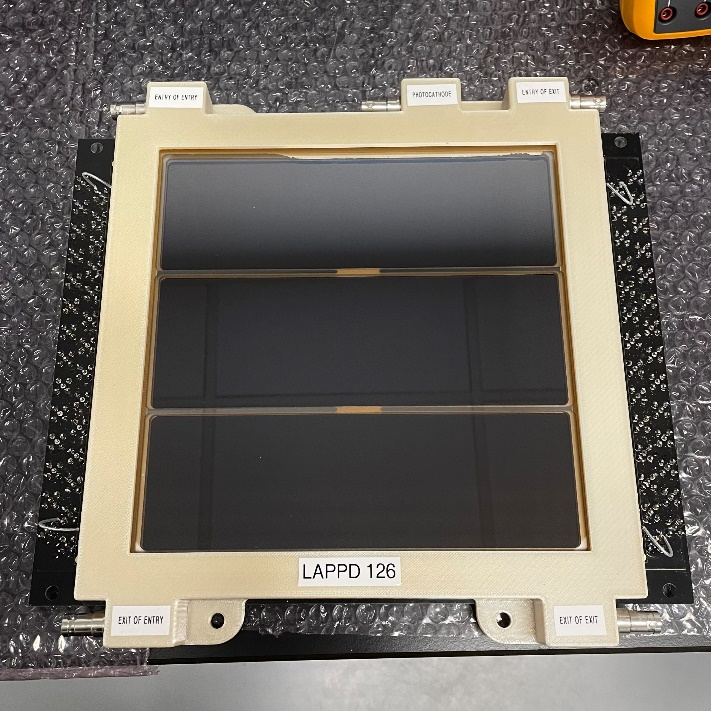 ENTRY OF ENTRY
PHOTOCATHODE
ENTRY OF EXIT
LAPPD 126
EXIT OF ENTRY
EXIT OF EXIT